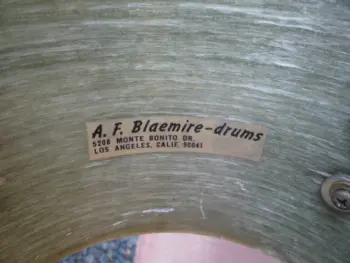 A. F. Blaemire-drums
5208 MONTE BONITO DR.
LOS ANGELES, CALIF. 90041